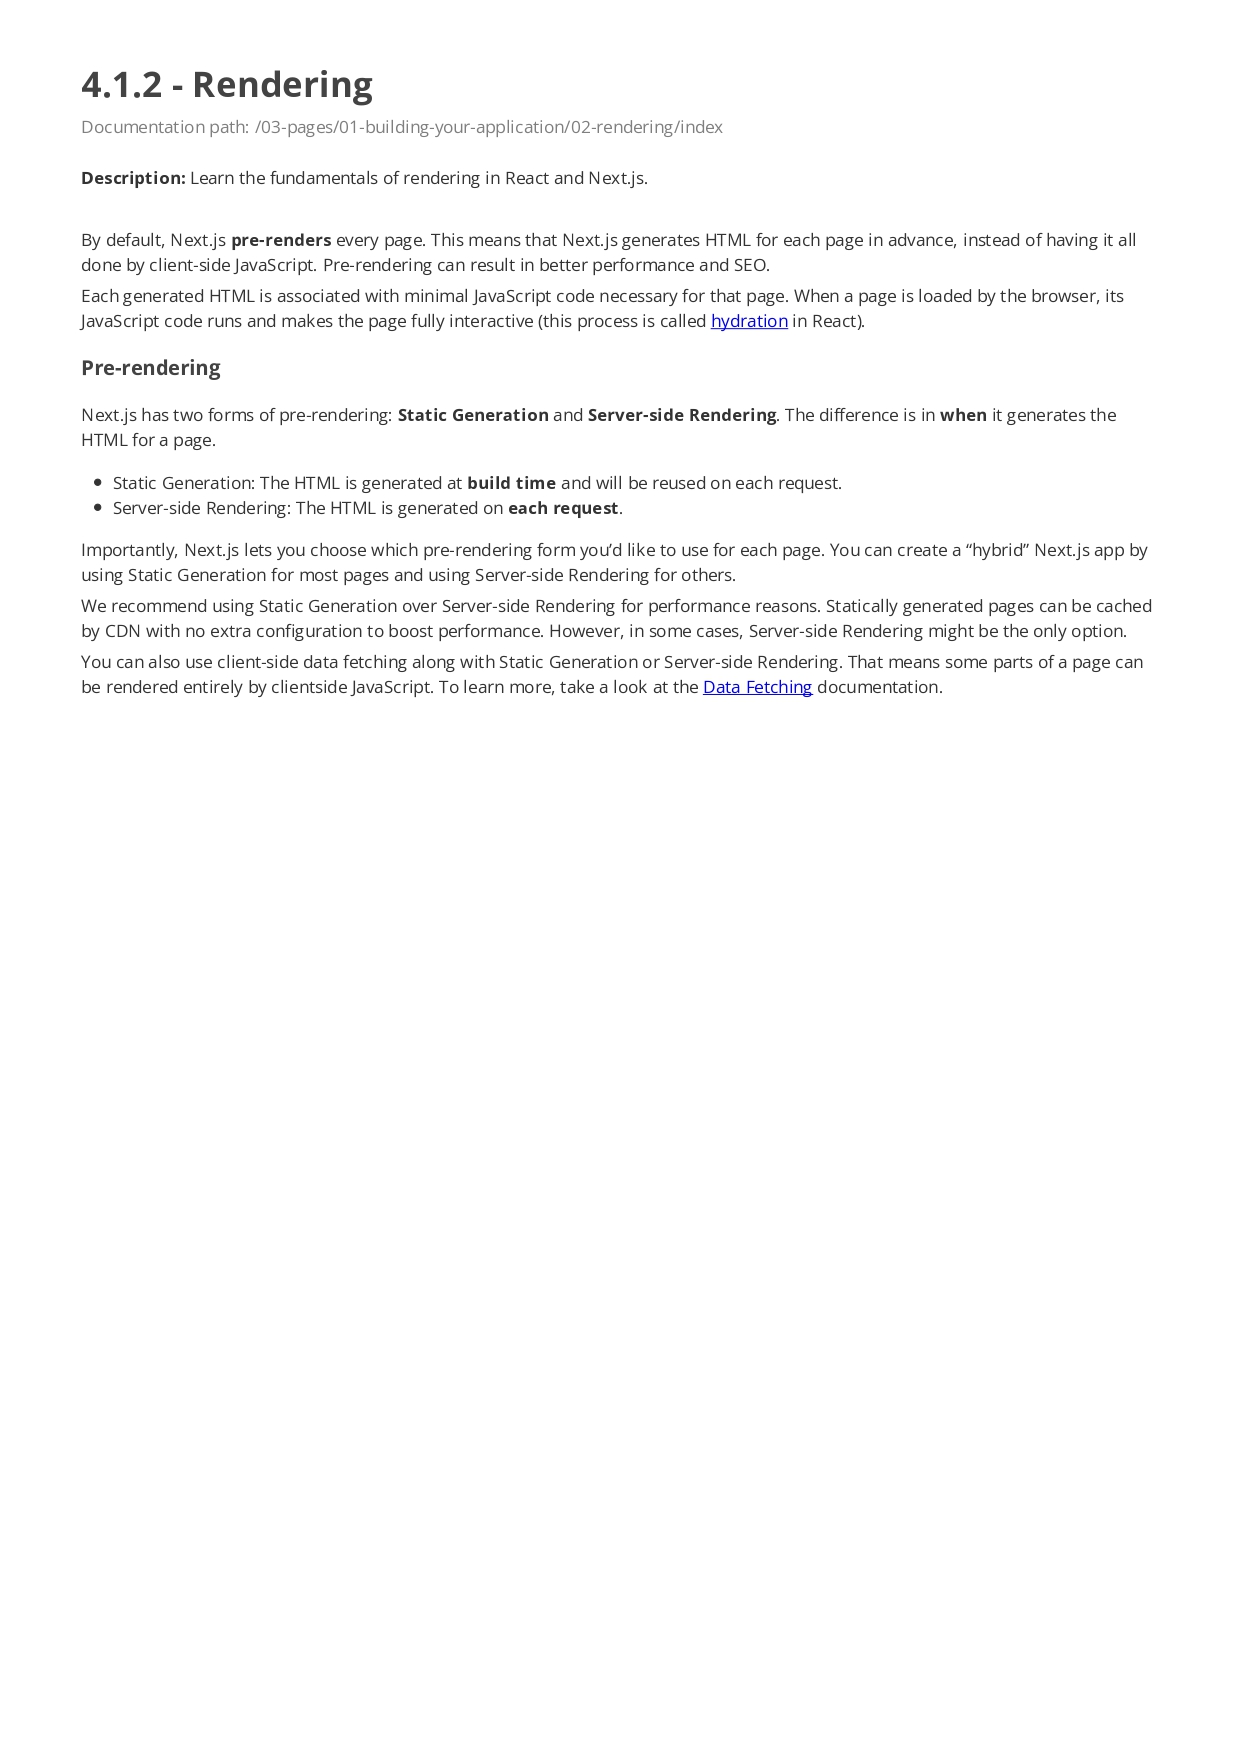 4.1.2 - Rendering
Documentation path: /03-pages/01-building-your-application/02-rendering/index
Description: Learn the fundamentals of rendering in React and Next.js.
By default, Next.js pre-renders every page. This means that Next.js generates HTML for each page in advance, instead of having it all
done by client-side JavaScript. Pre-rendering can result in better performance and SEO.
Each generated HTML is associated with minimal JavaScript code necessary for that page. When a page is loaded by the browser, its
JavaScript code runs and makes the page fully interactive (this process is called hydration in React).
Pre-rendering
Next.js has two forms of pre-rendering: Static Generation and Server-side Rendering. The difference is in when it generates the
HTML for a page.
• Static Generation: The HTML is generated at build time and will be reused on each request.
• Server-side Rendering: The HTML is generated on each request.
Importantly, Next.js lets you choose which pre-rendering form you’d like to use for each page. You can create a “hybrid” Next.js app by
using Static Generation for most pages and using Server-side Rendering for others.
We recommend using Static Generation over Server-side Rendering for performance reasons. Statically generated pages can be cached
by CDN with no extra configuration to boost performance. However, in some cases, Server-side Rendering might be the only option.
You can also use client-side data fetching along with Static Generation or Server-side Rendering. That means some parts of a page can
be rendered entirely by clientside JavaScript. To learn more, take a look at the Data Fetching documentation.